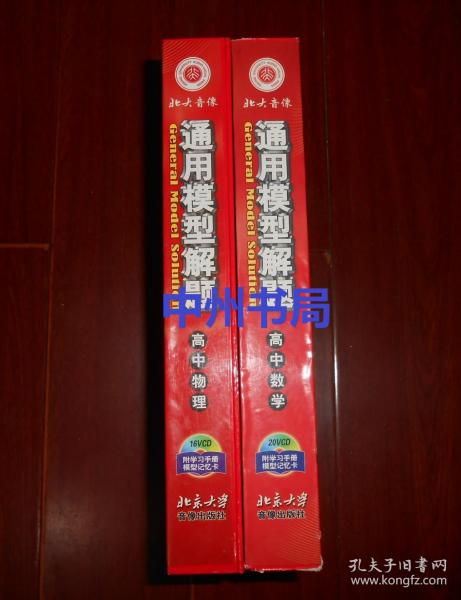 北大音像
通用模型解题
General Model Solution
高中物理
16VCD
附学习手册
模型记忆卡
北京大学
音像出版社
北大音像
通用模型解题
General Model Solution
高中数学
20VCD
附学习手册
模型记忆卡
北京大学
音像出版社
中州书局
孔夫子旧书网
www.kongfz.com